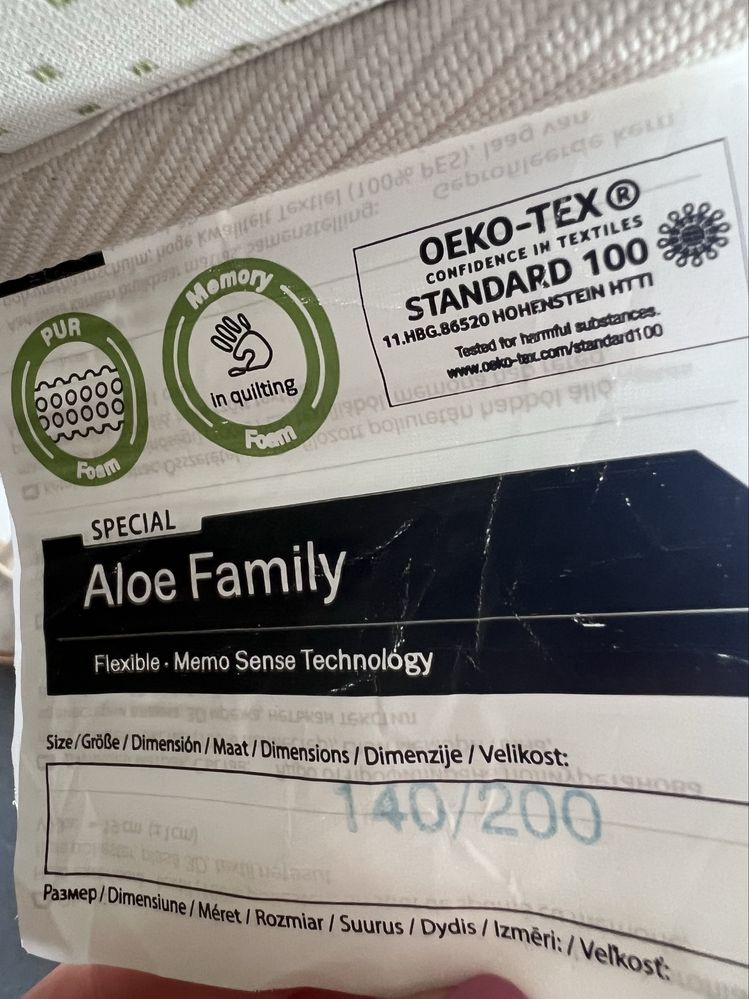 PUR
Foam
Memory
in quilting
Foam
OEKO-TEX®
CONFIDENCE IN TEXTILES
STANDARD 100
11.HBG.86520 HOHENSTEIN HTTI
Tested for harmful substances.
www.oeko-tex.com/standard100
SPECIAL
Aloe Family
Flexible · Memo Sense Technology
Size / Größe / Dimensión / Maat / Dimensions / Dimenzije / Velikost:
140/200
Размер / Dimensiune / Méret / Rozmiar / Suurus / Dydis / Izmēri: / Veľkosť: